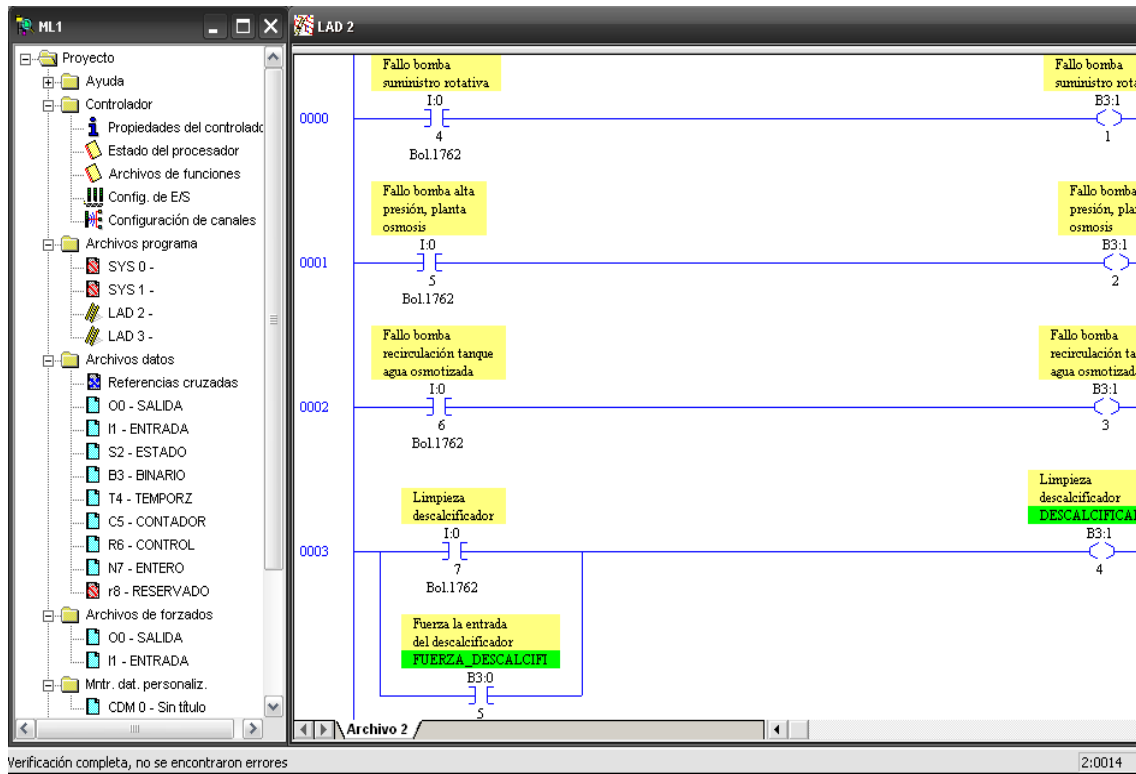 ML1
LAD 2
Proyecto
Ayuda
Controlador
Propiedades del controladc
Estado del procesador
Archivos de funciones
Config. de E/S
Configuración de canales
Archivos programa
SYS 0 -
SYS 1 -
LAD 2 -
LAD 3 -
Archivos datos
Referencias cruzadas
O0 - SALIDA
I1 - ENTRADA
S2 - ESTADO
B3 - BINARIO
T4 - TEMPORZ
C5 - CONTADOR
R6 - CONTROL
N7 - ENTERO
r8 - RESERVADO
Archivos de forzados
O0 - SALIDA
I1 - ENTRADA
Mntr. dat. personaliz.
CDM 0 - Sin título
Fallo bomba
suministro rotativa
I:0
4
Bol.1762
0000
Fallo bomba
suministro rota
B3:1
1
Fallo bomba alta
presión, planta
osmosis
I:0
5
Bol.1762
0001
Fallo bomba
presión, plan
osmosis
B3:1
2
Fallo bomba
recirculación tanque
agua osmotizada
I:0
6
Bol.1762
0002
Fallo bomba
recirculación ta
agua osmotizada
B3:1
3
Limpieza
descalcificador
I:0
7
Bol.1762
0003
Limpieza
descalcificador
DESCALCIFICAD
B3:1
4
Fuerza la entrada
del descalcificador
FUERZA_DESCALCIFI
B3:0
5
Archivo 2
Verificación completa, no se encontraron errores
2:0014